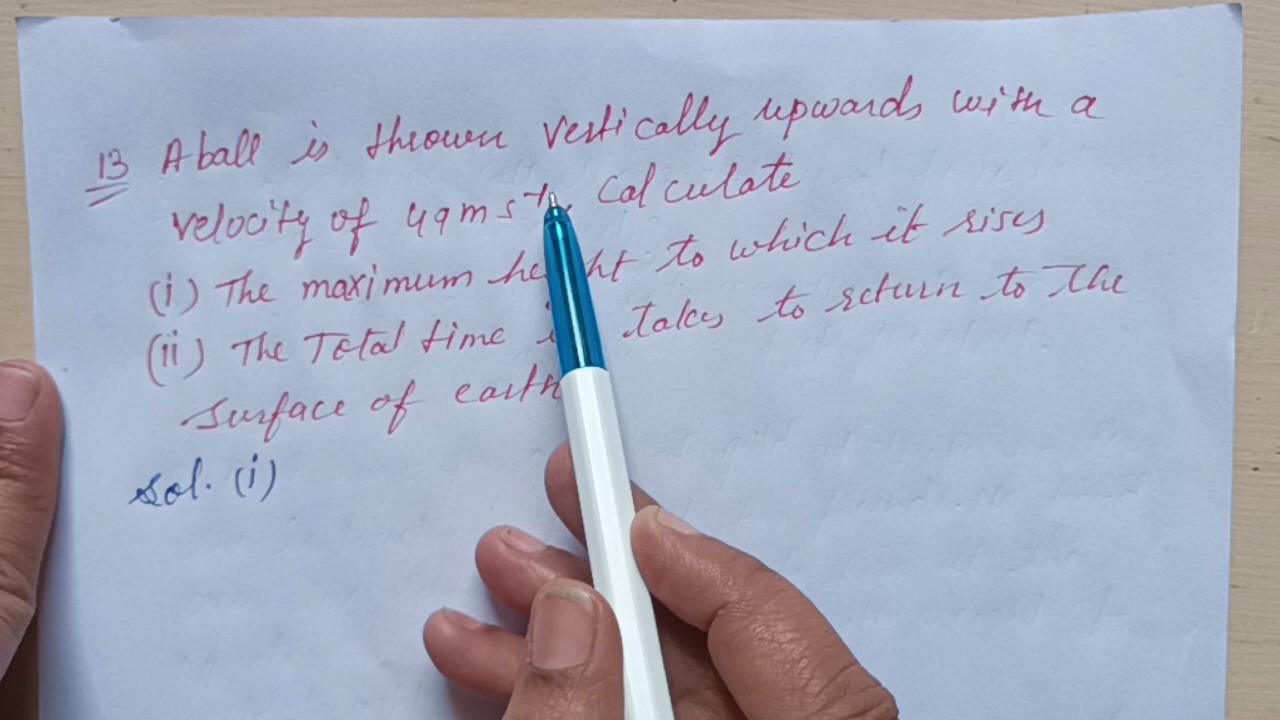 13 A ball is thrown vertically upwards with a
velocity of 49 m s⁻¹. Calculate
(i) The maximum height to which it rises
(ii) The Total time takes to return to the
surface of earth
Sol. (i)